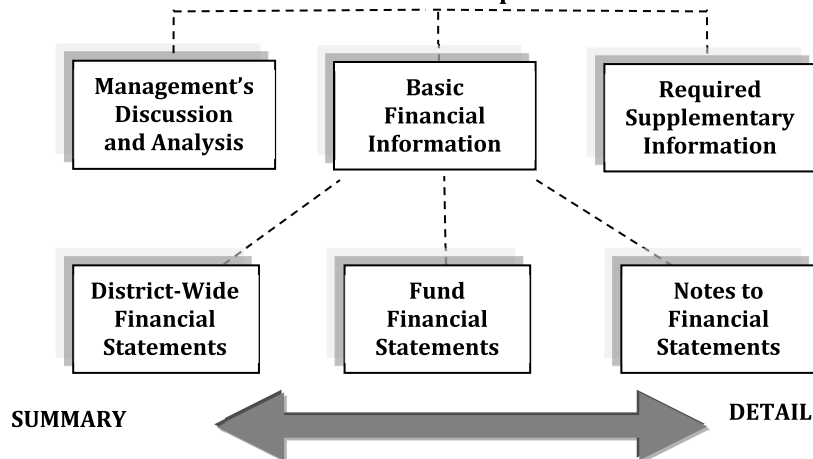 Management's
Discussion
and Analysis
Basic
Financial
Information
Required
Supplementary
Information
District-Wide
Financial
Statements
Fund
Financial
Statements
Notes to
Financial
Statements
SUMMARY
DETAIL